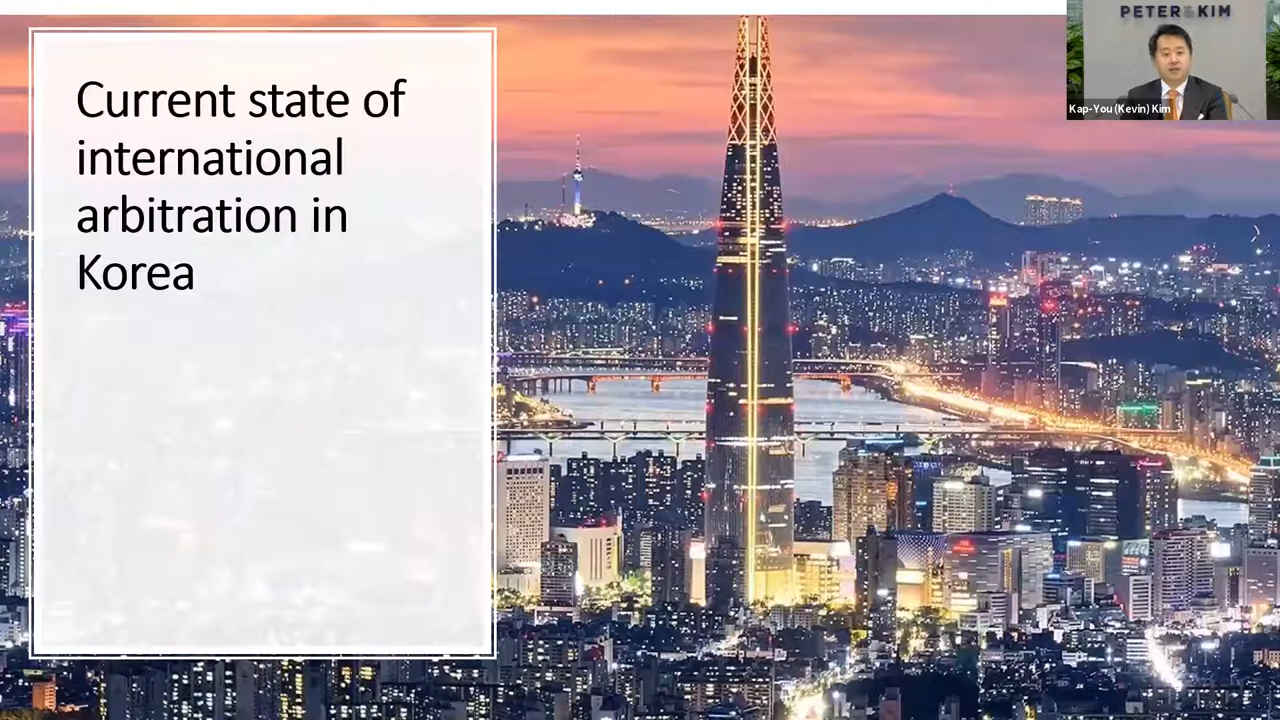 Current state of
international
arbitration in
Korea
PETER&KIM
Kap-You (Kevin) Kim